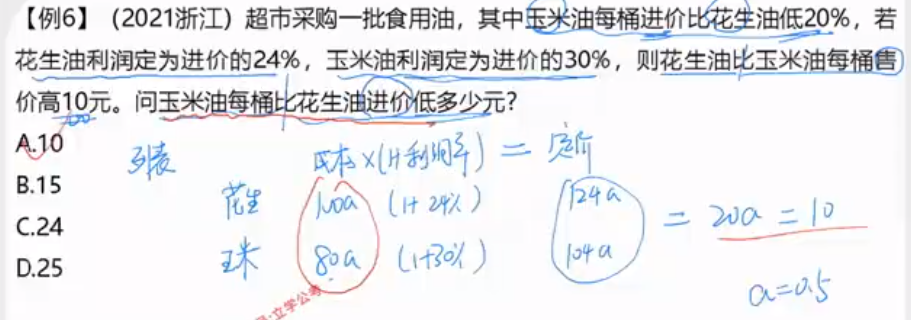 【例6】（2021浙江）超市采购一批食用油，其中玉米油每桶进价比花生油低20%，若
花生油利润定为进价的24%，玉米油利润定为进价的30%，则花生油比玉米油每桶售
价高10元。问玉米油每桶比花生油进价低多少元？
A.10
B.15
C.24
D.25
列表 成本×(1+利润率) = 定价
花生 100a (1+24%) 124a
玉米 80a (1+30%) 104a
= 20a = 10
a=0.5
立学公考